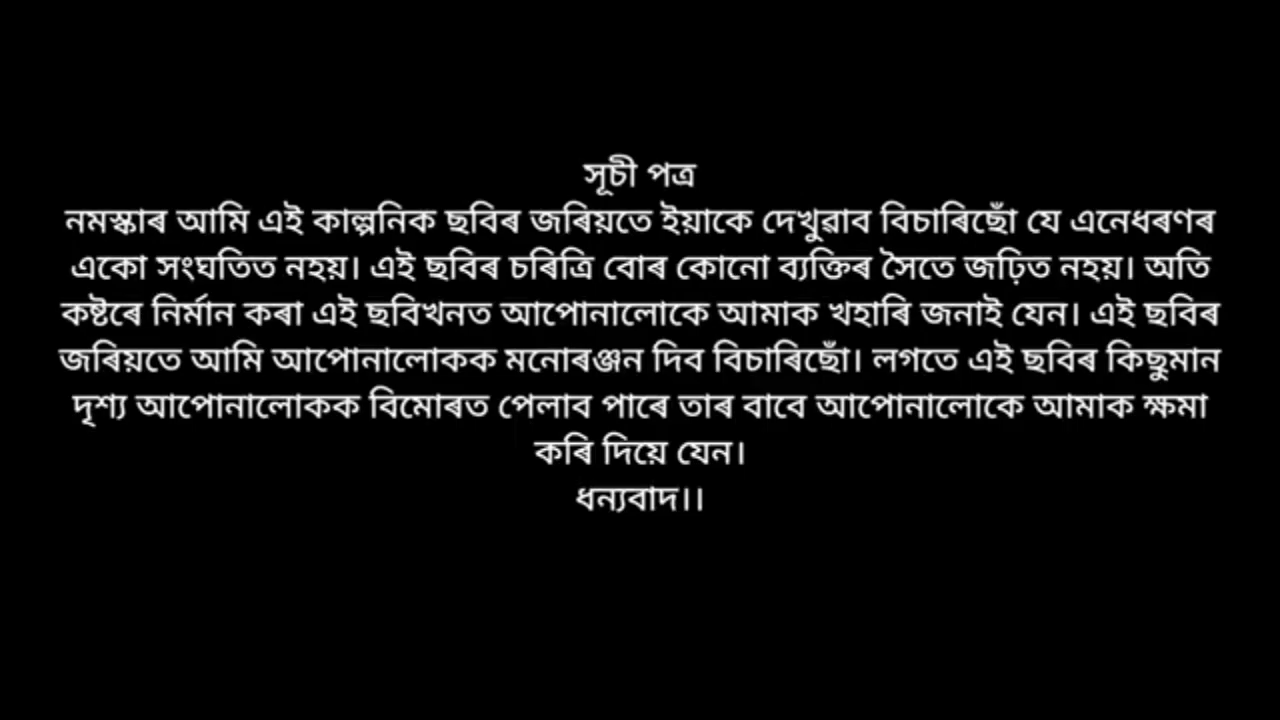 সূচী পত্ৰ
নমস্কাৰ আমি এই কাল্পনিক ছবিৰ জৰিয়তে ইয়াকে দেখুৱাব বিচাৰিছোঁ যে এনেধৰণৰ
একো সংঘতিত নহয়। এই ছবিৰ চৰিত্ৰি বোৰ কোনো ব্যক্তিৰ সৈতে জঢ়িত নহয়। অতি
কষ্টৰে নিৰ্মান কৰা এই ছবিখনত আপোনালোকে আমাক খহাৰি জনাই যেন। এই ছবিৰ
জৰিয়তে আমি আপোনালোকক মনোৰঞ্জন দিব বিচাৰিছোঁ। লগতে এই ছবিৰ কিছুমান
দৃশ্য আপোনালোকক বিমোৰত পেলাব পাৰে তাৰ বাবে আপোনালোকে আমাক ক্ষমা
কৰি দিয়ে যেন।
ধন্যবাদ।।